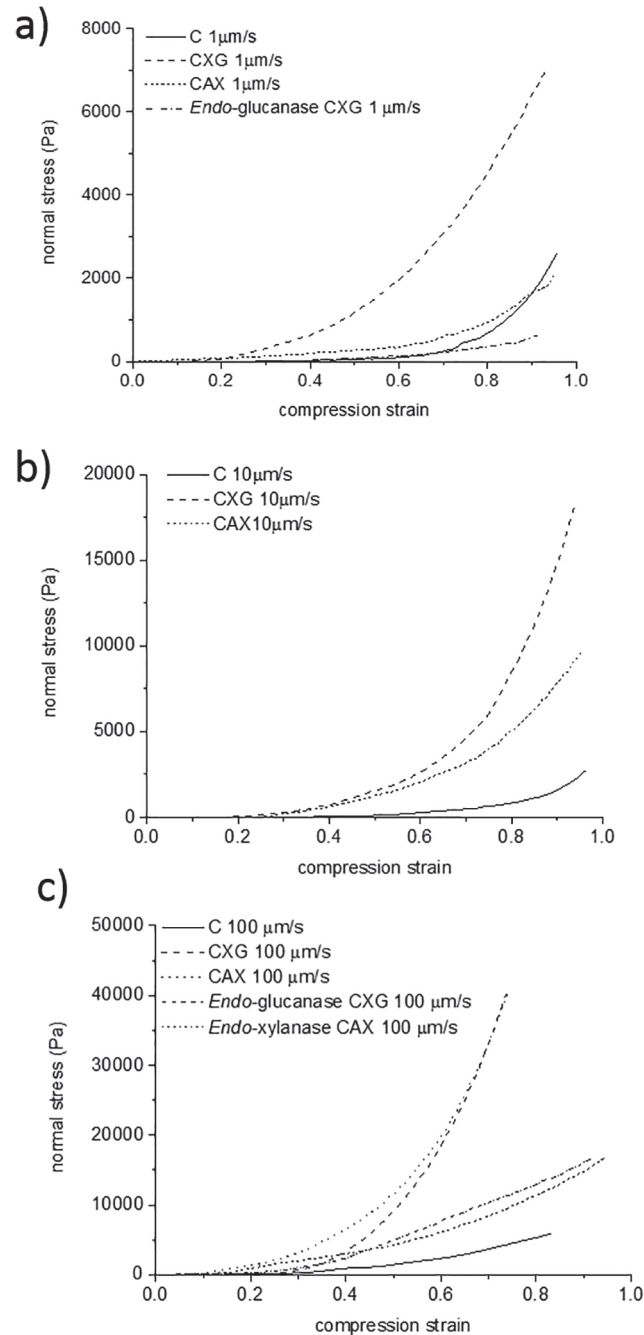 a)
8000
6000
4000
2000
0
normal stress (Pa)
C 1μm/s
CXG 1μm/s
CAX 1μm/s
Endo-glucanase CXG 1 μm/s
0.0 0.2 0.4 0.6 0.8 1.0
compression strain
b)
20000
15000
10000
5000
0
normal stress (Pa)
C 10μm/s
CXG 10μm/s
CAX10μm/s
0.0 0.2 0.4 0.6 0.8 1.0
compression strain
c)
50000
40000
30000
20000
10000
0
normal stress (Pa)
C 100 μm/s
CXG 100 μm/s
CAX 100 μm/s
Endo-glucanase CXG 100 μm/s
Endo-xylanase CAX 100 μm/s
0.0 0.2 0.4 0.6 0.8 1.0
compression strain